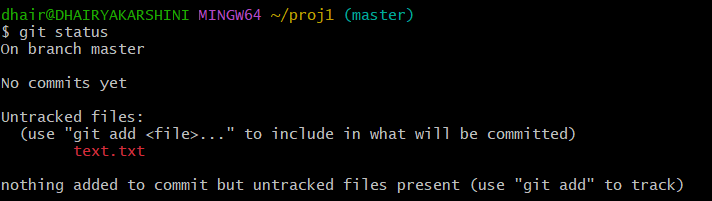 dhair@DHAIRYAKARSHINI MINGW64 ~/proj1 (master)
$ git status
On branch master
No commits yet
Untracked files:
(use "git add <file>..." to include in what will be committed)
text.txt
nothing added to commit but untracked files present (use "git add" to track)